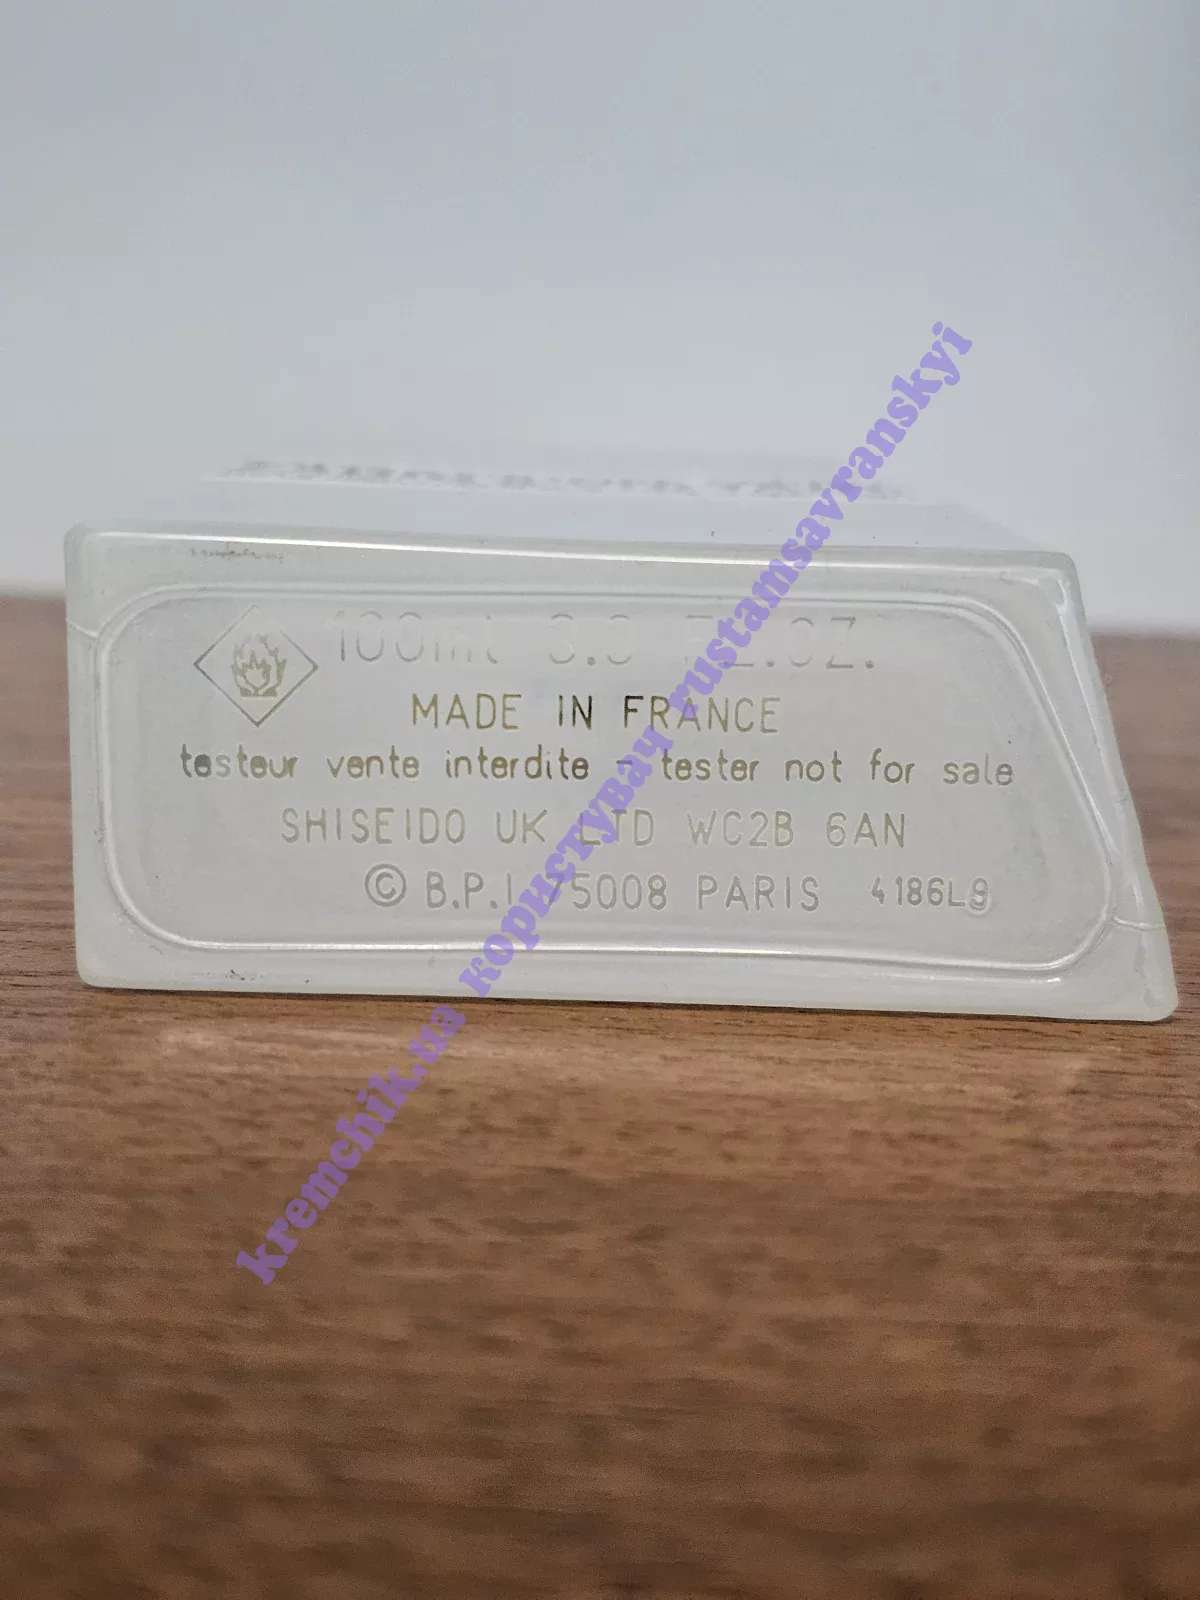 100ml 3.3 FL.OZ.
MADE IN FRANCE
testeur vente interdite - tester not for sale
SHISEIDO UK LTD WC2B 6AN
© B.P.I. 75008 PARIS 4186L9
kremchik.ua користувач rustamsavranskyi